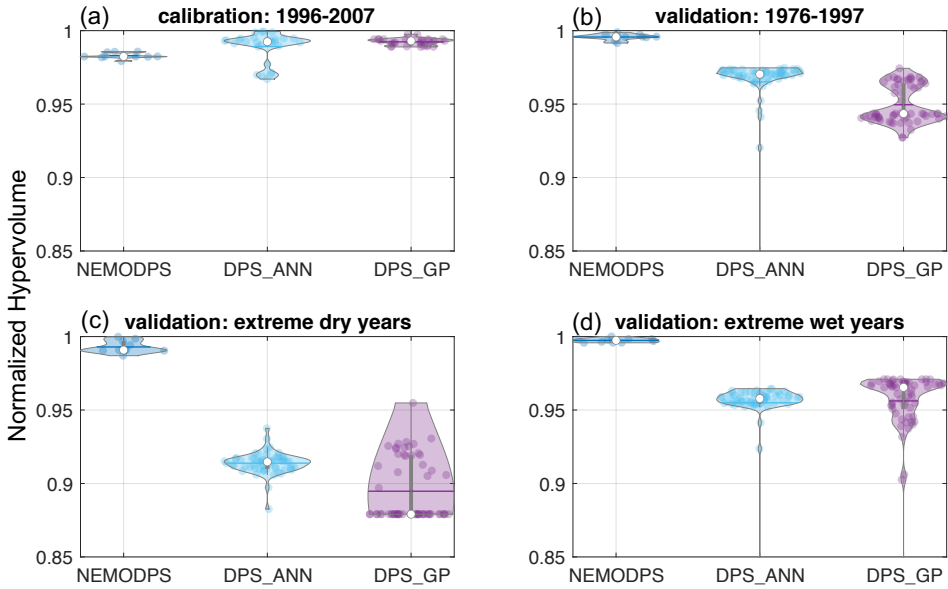 (a) calibration: 1996-2007
1
0.95
0.9
0.85
NEMODPS DPS_ANN DPS_GP
(b) validation: 1976-1997
1
0.95
0.9
0.85
NEMODPS DPS_ANN DPS_GP
Normalized Hypervolume
(c) validation: extreme dry years
1
0.95
0.9
0.85
NEMODPS DPS_ANN DPS_GP
(d) validation: extreme wet years
1
0.95
0.9
0.85
NEMODPS DPS_ANN DPS_GP